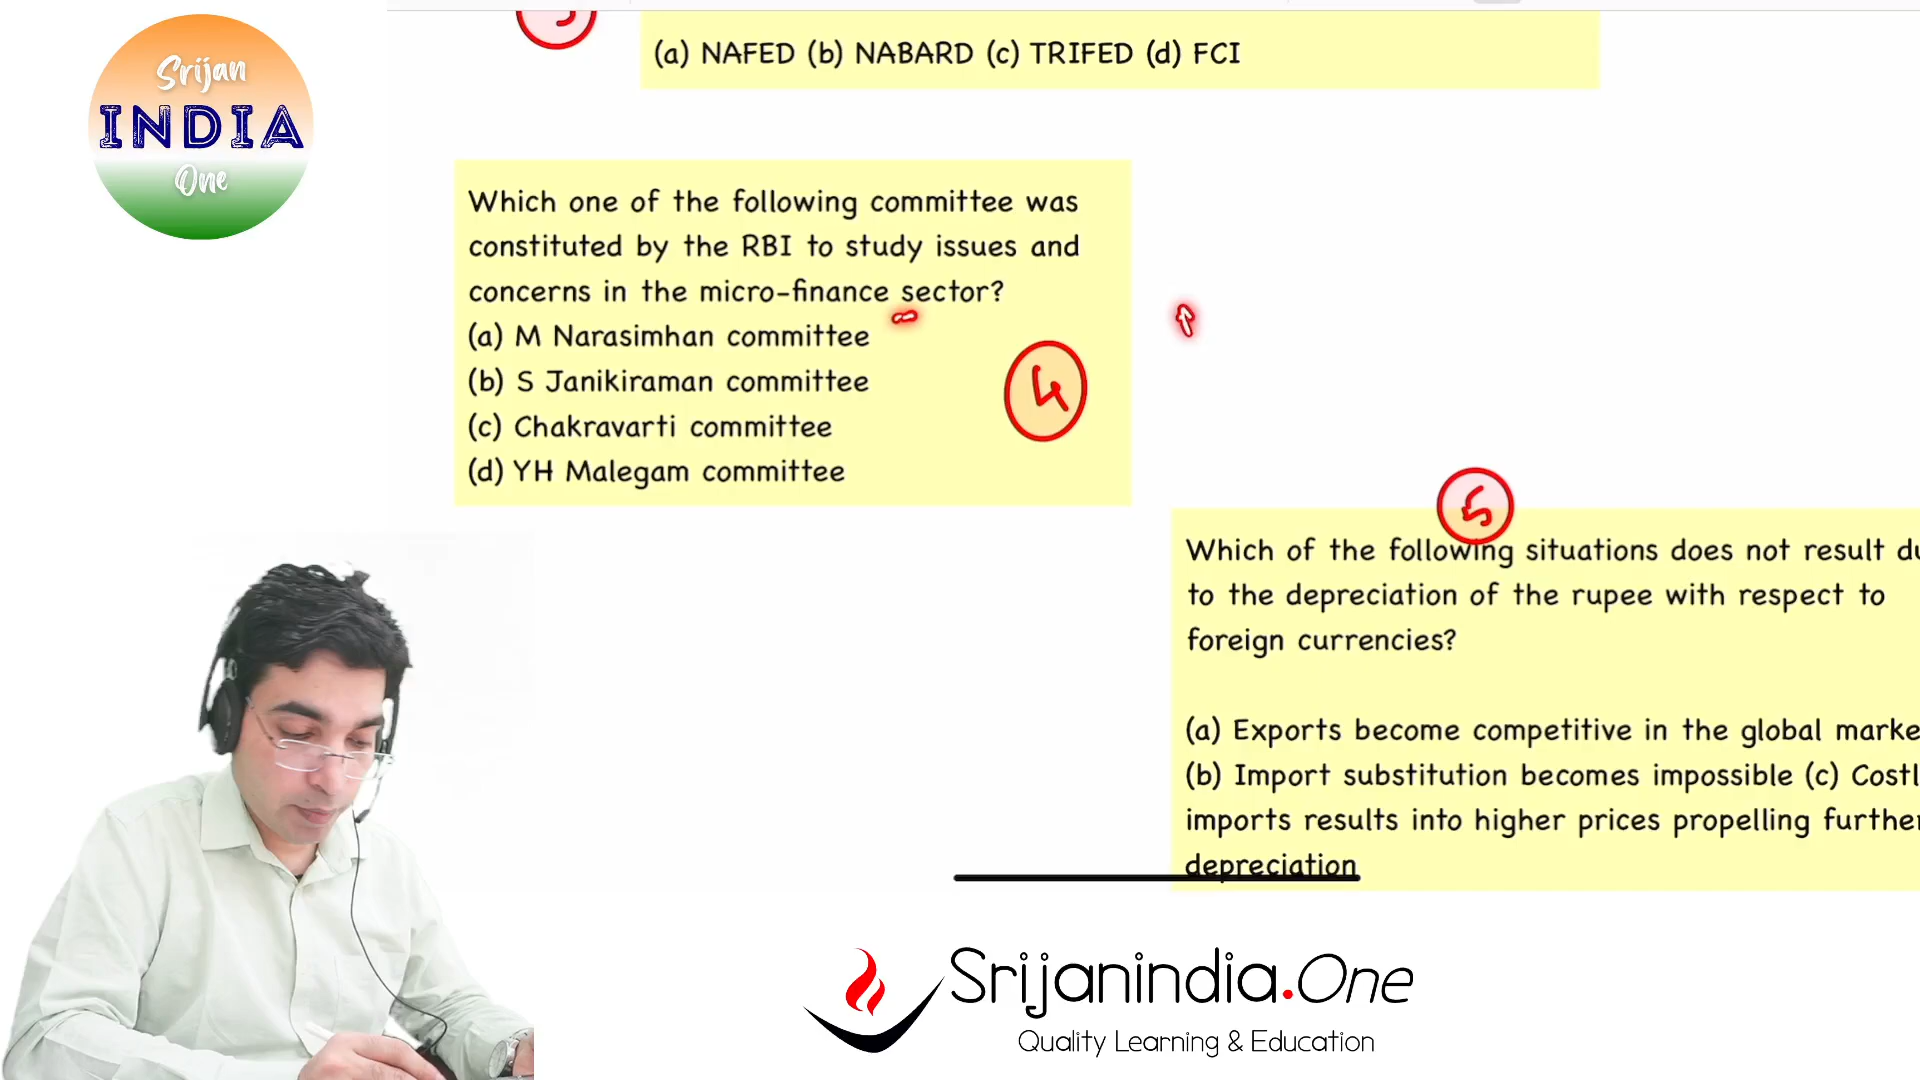 Srijan
INDIA
One
(a) NAFED (b) NABARD (c) TRIFED (d) FCI
Which one of the following committee was
constituted by the RBI to study issues and
concerns in the micro-finance sector?
(a) M Narasimhan committee
(b) S Janikiraman committee
(c) Chakravarti committee
(d) YH Malegam committee
4
5
Which of the following situations does not result du
to the depreciation of the rupee with respect to
foreign currencies?
(a) Exports become competitive in the global marke
(b) Import substitution becomes impossible (c) Costl
imports results into higher prices propelling further
depreciation
Srijanindia.One
Quality Learning & Education